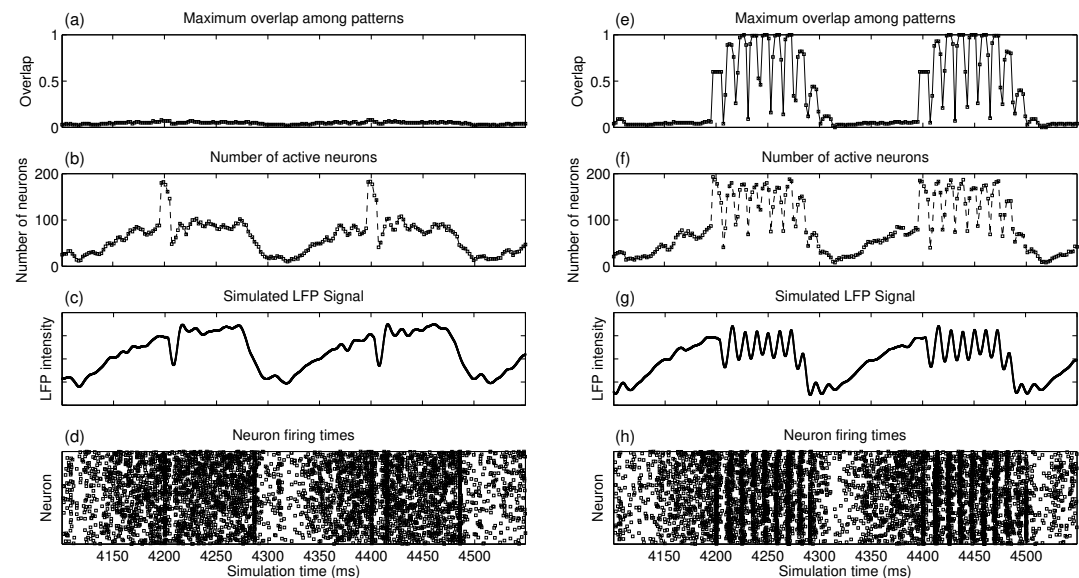 (a) Maximum overlap among patterns
1
0.5
0
Overlap
(b) Number of active neurons
200
100
0
Number of neurons
(c) Simulated LFP Signal
LFP intensity
(d) Neuron firing times
Neuron
4150 4200 4250 4300 4350 4400 4450 4500
Simulation time (ms)
(e) Maximum overlap among patterns
1
0.5
0
Overlap
(f) Number of active neurons
200
100
0
Number of neurons
(g) Simulated LFP Signal
LFP intensity
(h) Neuron firing times
Neuron
4150 4200 4250 4300 4350 4400 4450 4500
Simulation time (ms)